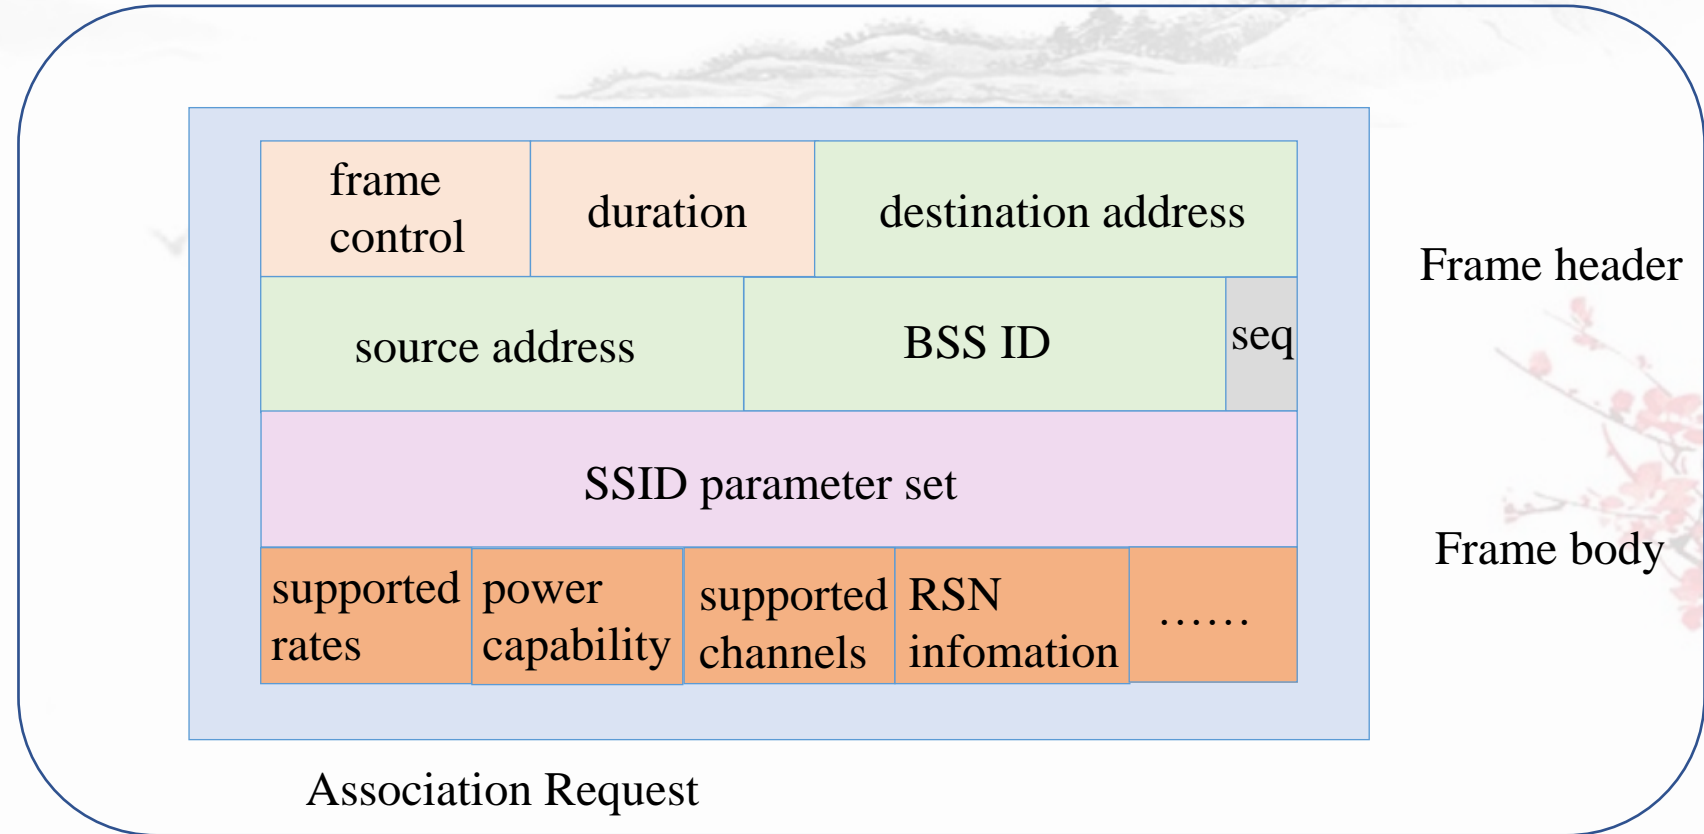 frame
control
duration
destination address
Frame header
source address
BSS ID
seq
SSID parameter set
Frame body
supported
rates
power
capability
supported
channels
RSN
infomation
……
Association Request